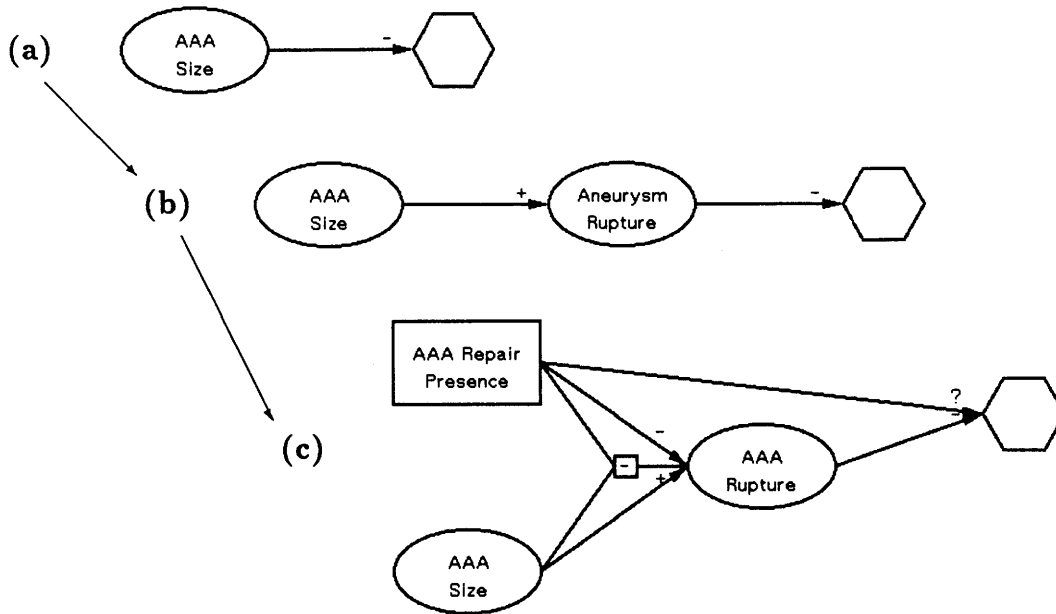 (a)
AAA
Size
-
(b)
AAA
Size
+
Aneurysm
Rupture
-
(c)
AAA Repair
Presence
?
-
-
-
+
AAA
Rupture
AAA
Size